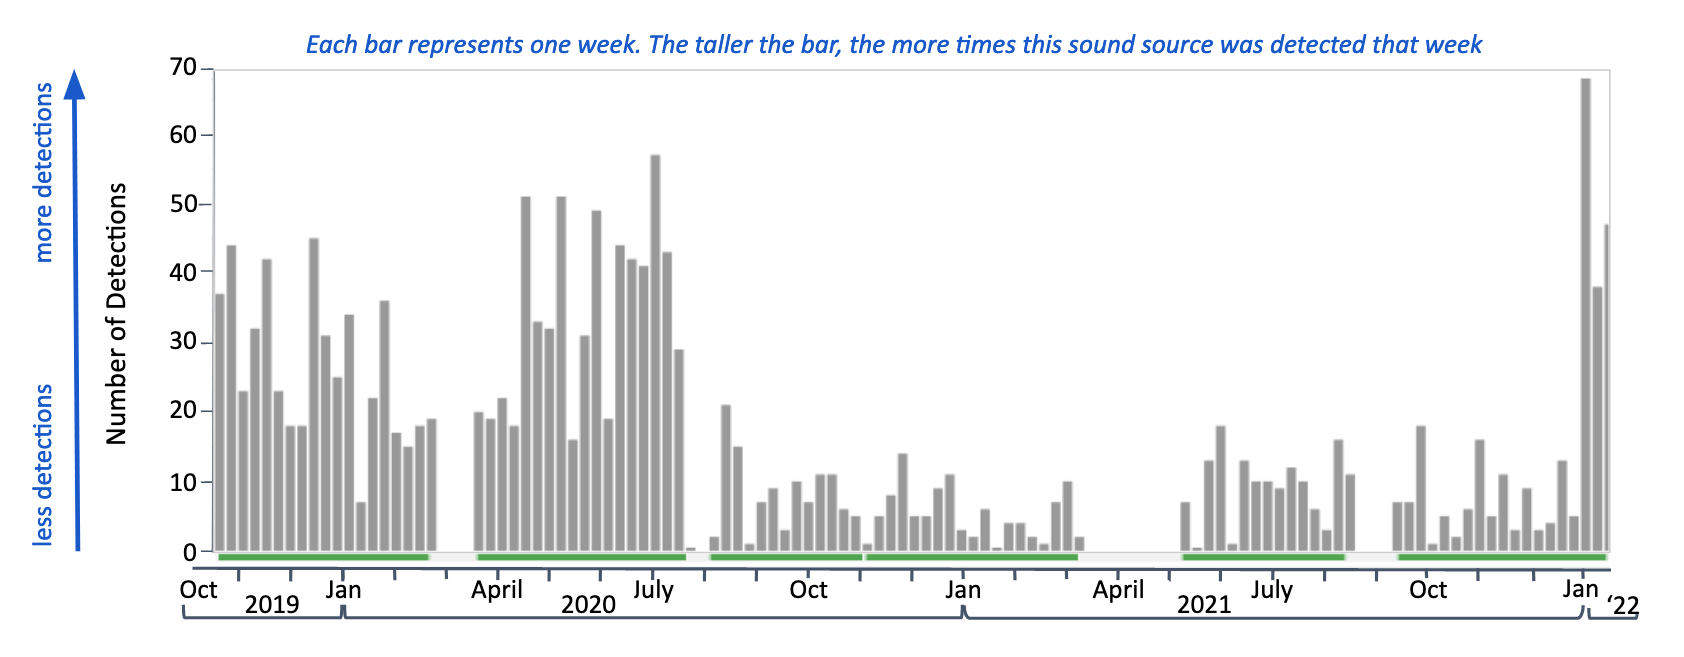 Each bar represents one week. The taller the bar, the more times this sound source was detected that week
more detections
less detections
Number of Detections
70
60
50
40
30
20
10
0
Oct Jan April July Oct Jan April July Oct Jan
2019 2020 2021 ‘22